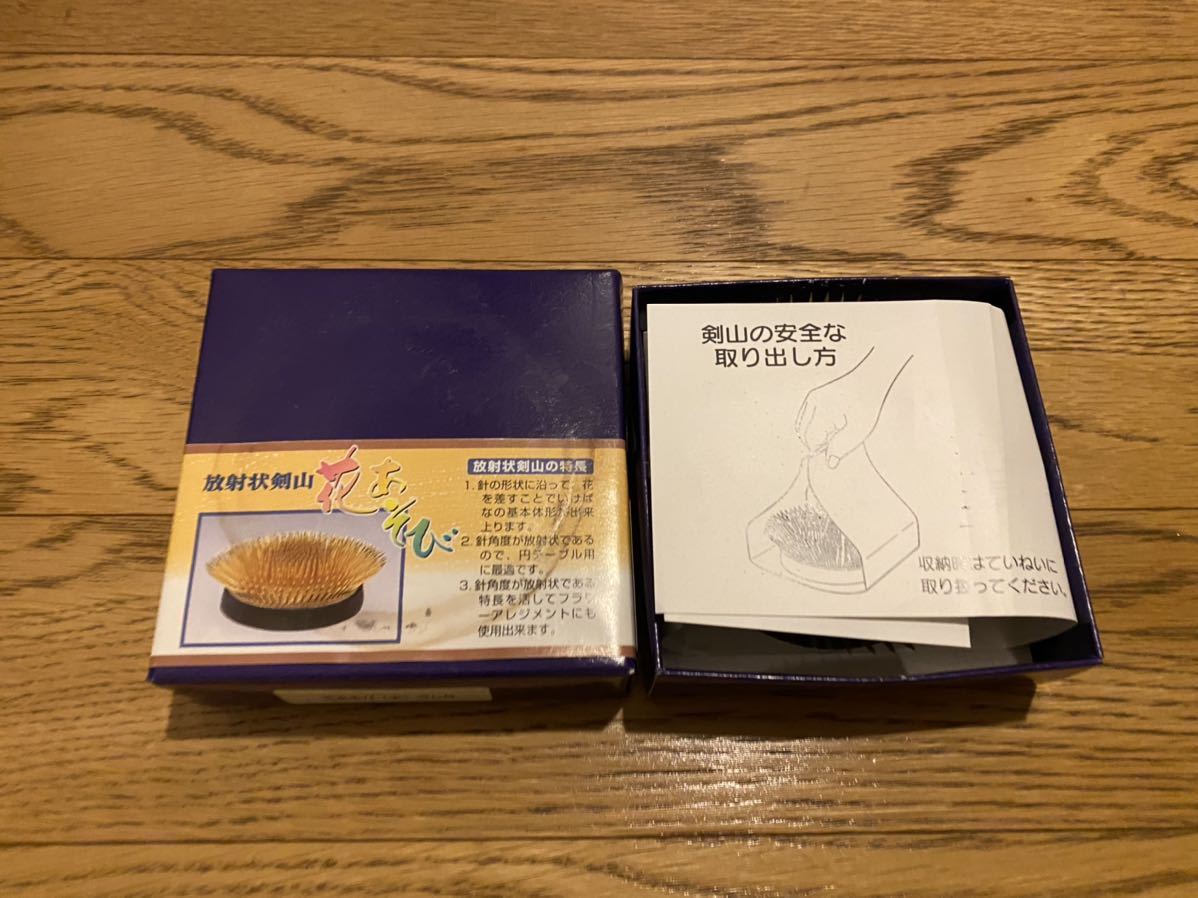 放射状剣山
花あそび
放射状剣山の特長
1. 針の形状に沿って、花
を差すことでいけば
なの基本体形が出来
上ります。
2. 針角度が放射状である
ので、円テーブル用
に最適です。
3. 針角度が放射状である
特長を活してフラワ
ーアレジメントにも
使用出来ます。
剣山の安全な
取り出し方
収納時はていねいに
取り扱ってください。